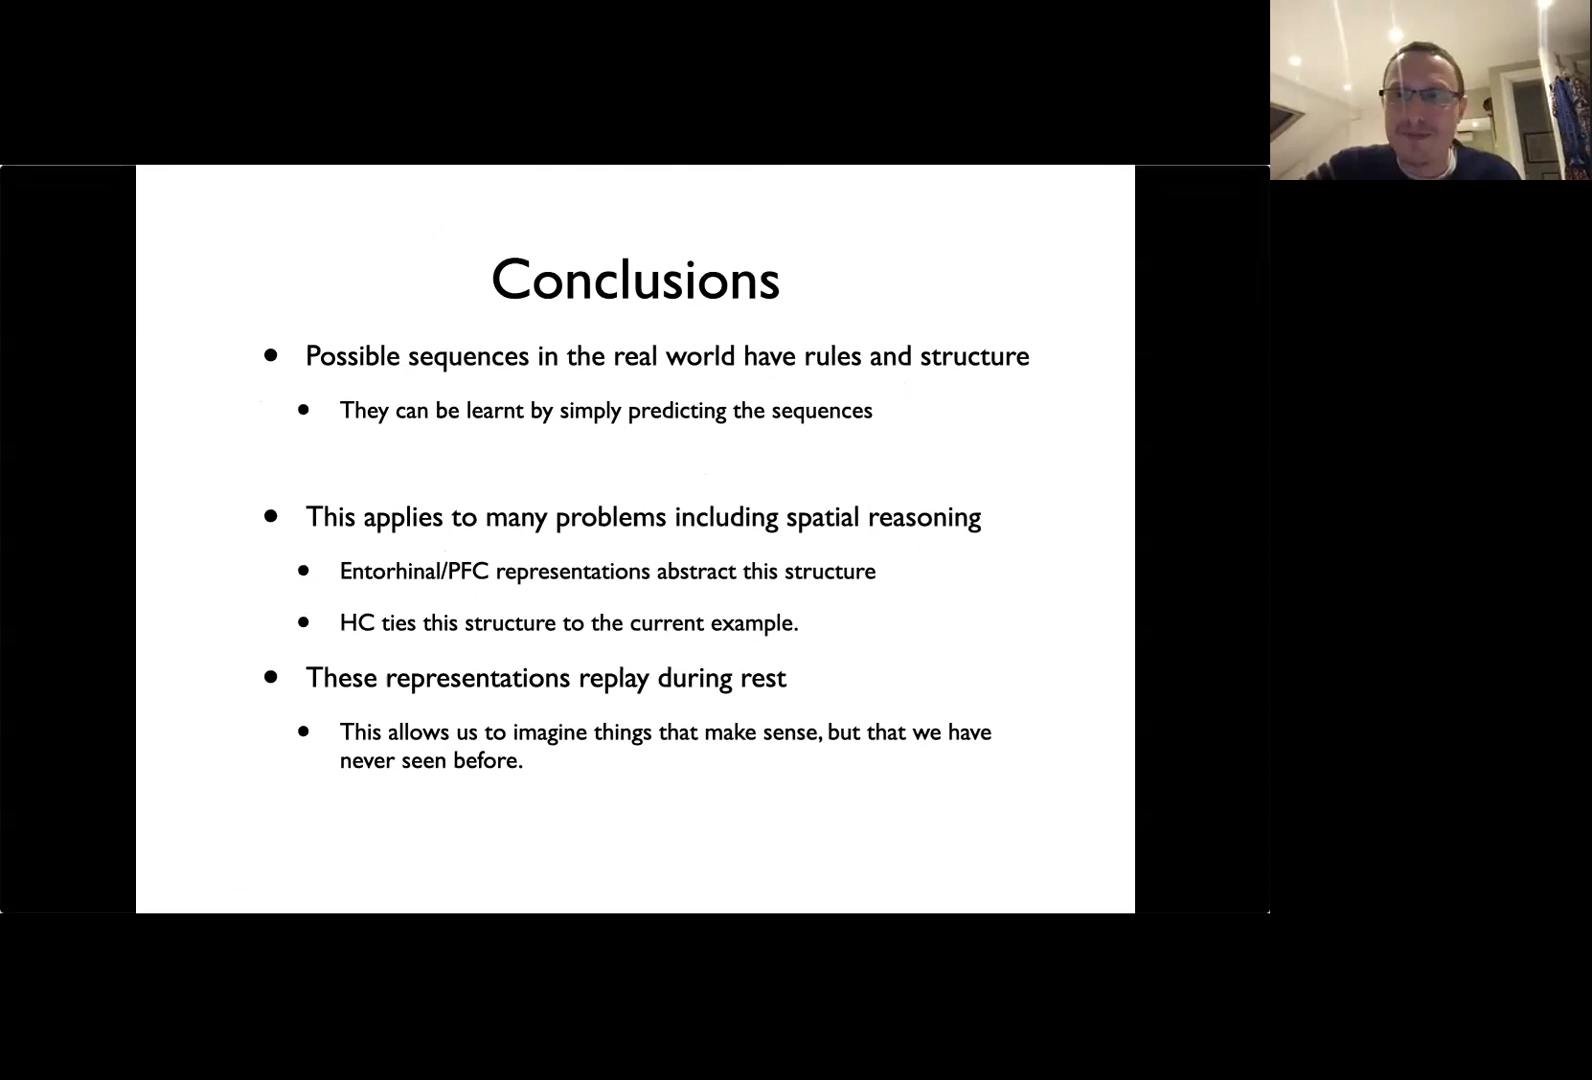 Conclusions
• Possible sequences in the real world have rules and structure
• They can be learnt by simply predicting the sequences
• This applies to many problems including spatial reasoning
• Entorhinal/PFC representations abstract this structure
• HC ties this structure to the current example.
• These representations replay during rest
• This allows us to imagine things that make sense, but that we have
never seen before.